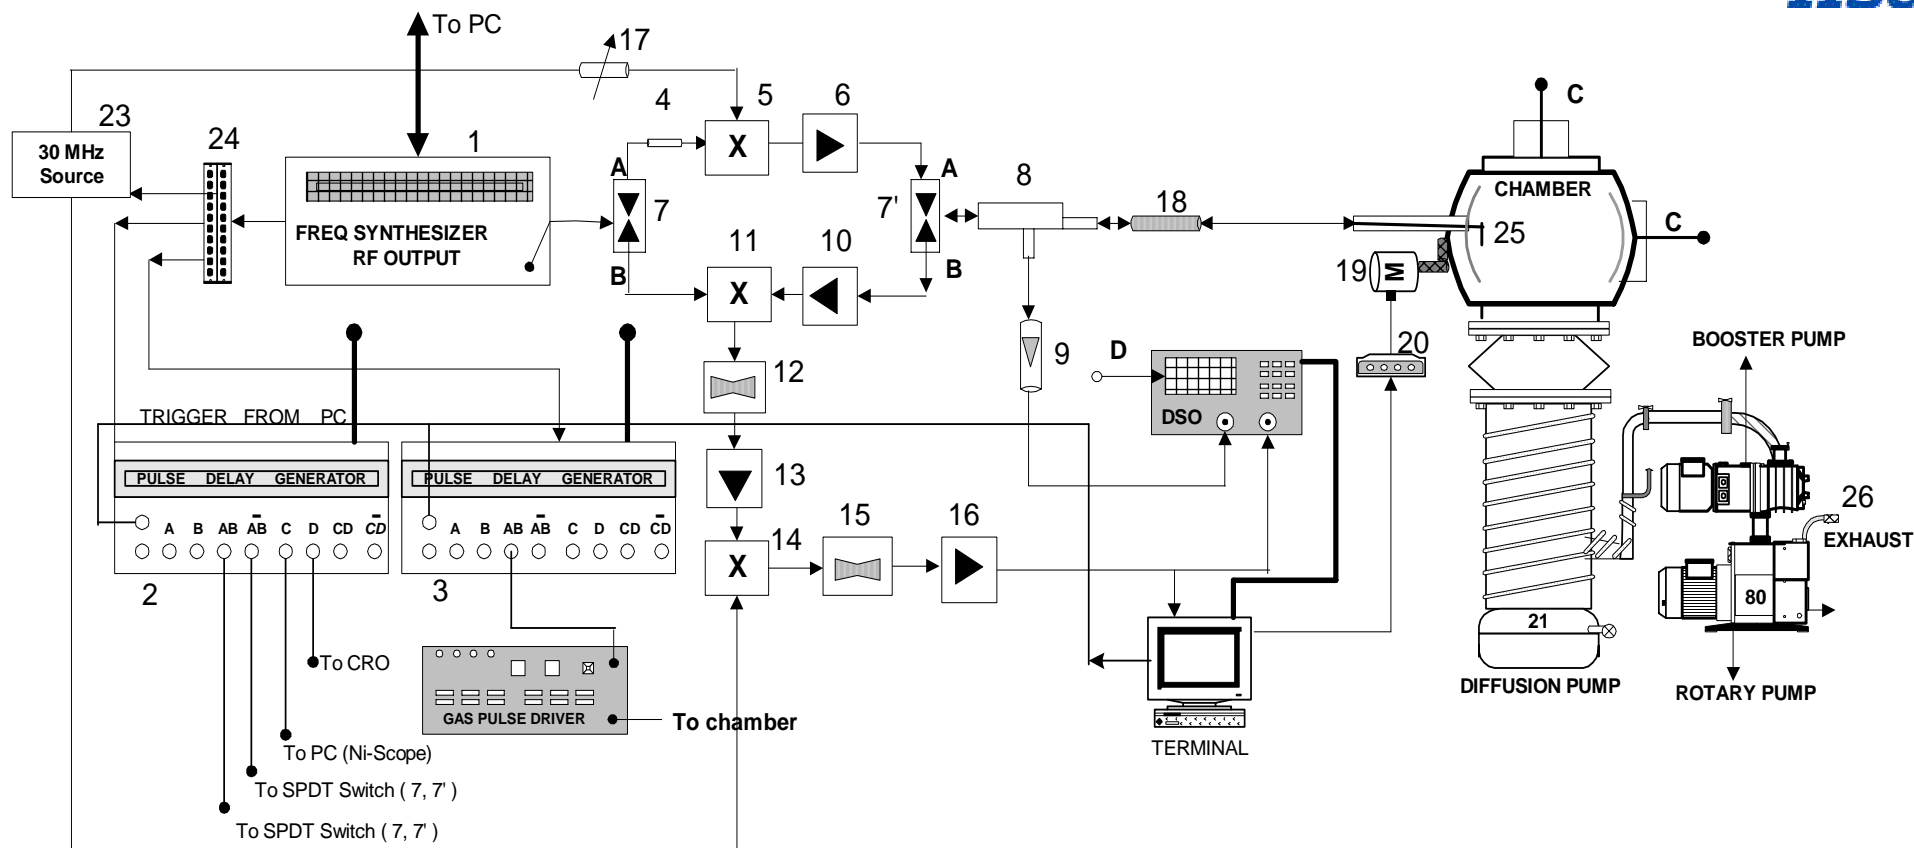 To PC
17
23
24
1
4
5
6
30 MHz
Source
X
A
A
7
7'
8
18
C
CHAMBER
C
25
FREQ SYNTHESIZER
RF OUTPUT
B
11
10
B
X
19
M
12
9
D
DSO
20
BOOSTER PUMP
TRIGGER FROM PC
13
PULSE DELAY GENERATOR
PULSE DELAY GENERATOR
A B AB A̅B C D CD C̅D
A B AB A̅B C D CD C̅D
2
3
14
X
15
16
26
EXHAUST
80
21
To CRO
GAS PULSE DRIVER
To chamber
DIFFUSION PUMP
ROTARY PUMP
To PC (Ni-Scope)
TERMINAL
To SPDT Switch ( 7, 7' )
To SPDT Switch ( 7, 7' )